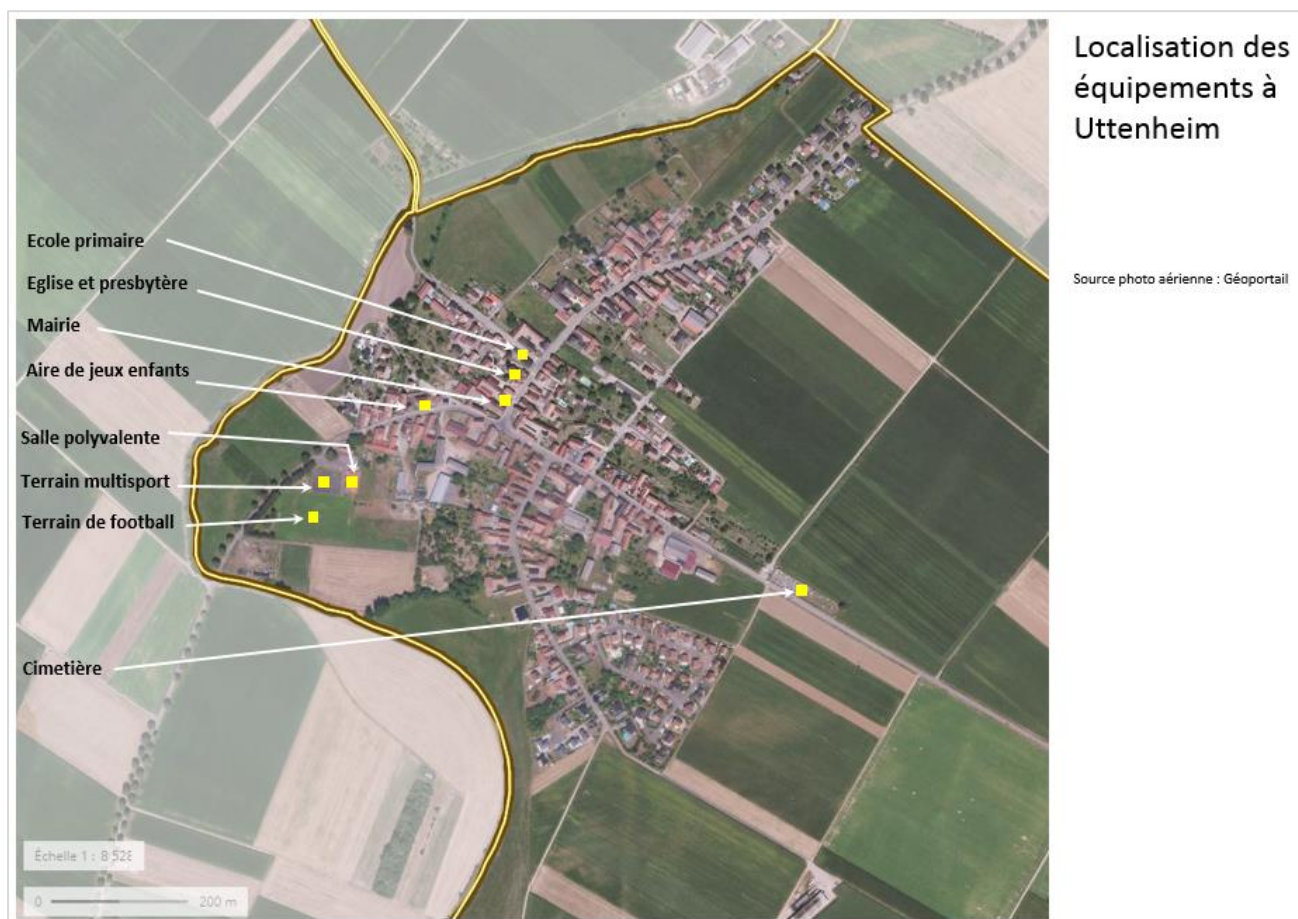 Localisation des
équipements à
Uttenheim
Source photo aérienne : Géoportail
Ecole primaire
Eglise et presbytère
Mairie
Aire de jeux enfants
Salle polyvalente
Terrain multisport
Terrain de football
Cimetière
Échelle 1 : 8 528
0 200 m